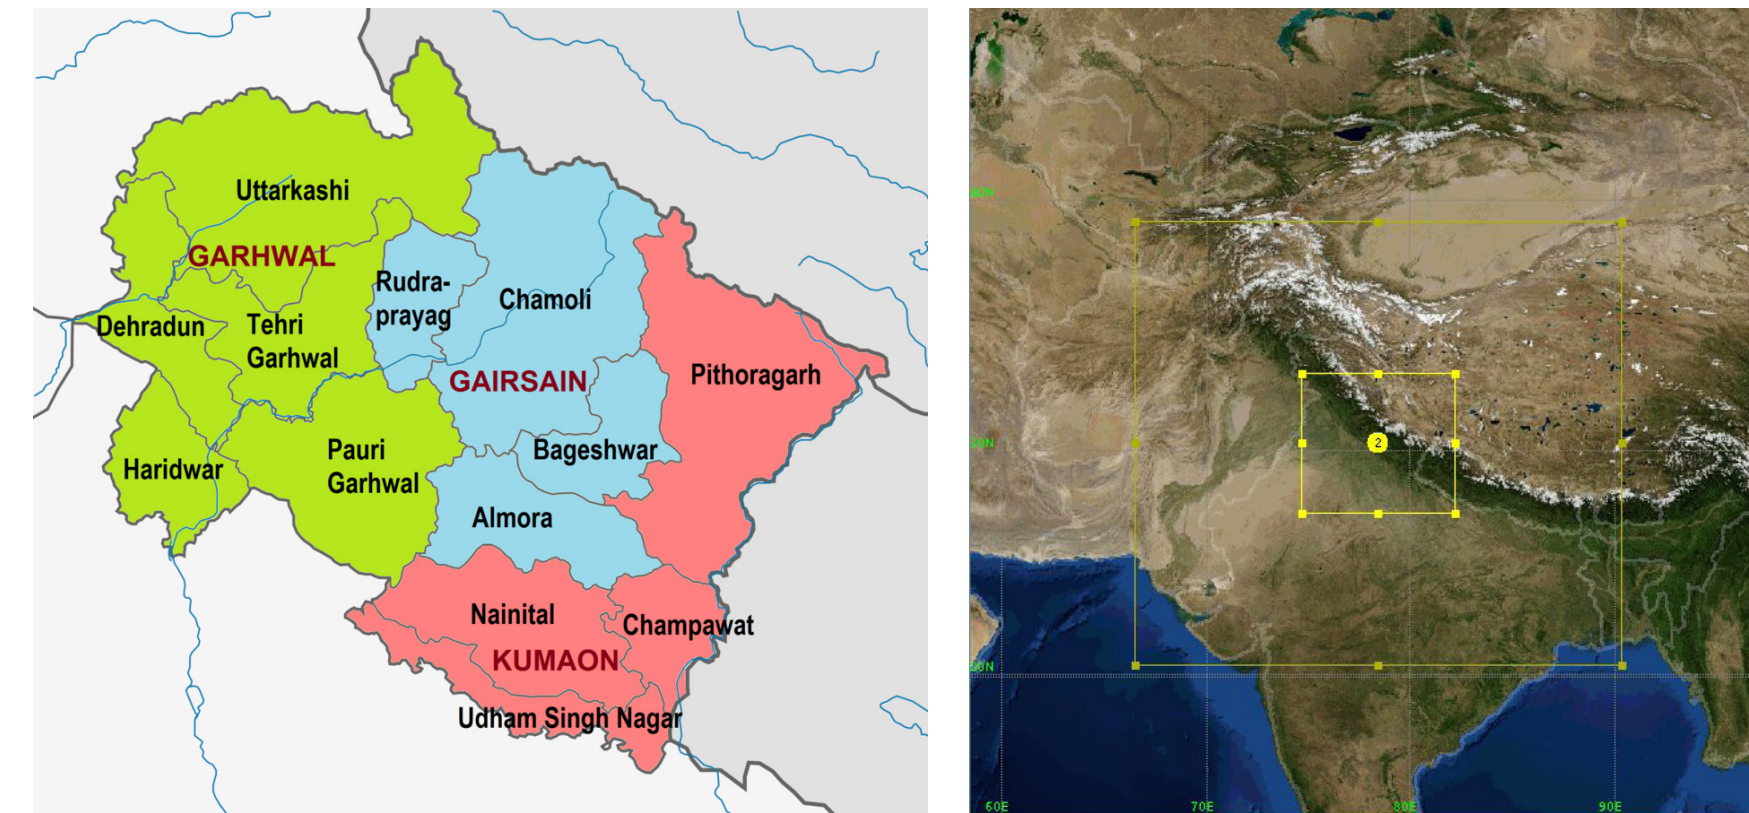 Uttarkashi
GARHWAL
Rudra-
prayag
Chamoli
Dehradun
Tehri
Garhwal
GAIRSAIN
Pithoragarh
Pauri
Garhwal
Haridwar
Bageshwar
Almora
Nainital
Champawat
KUMAON
Udham Singh Nagar
2
60E
70E
80E
90E